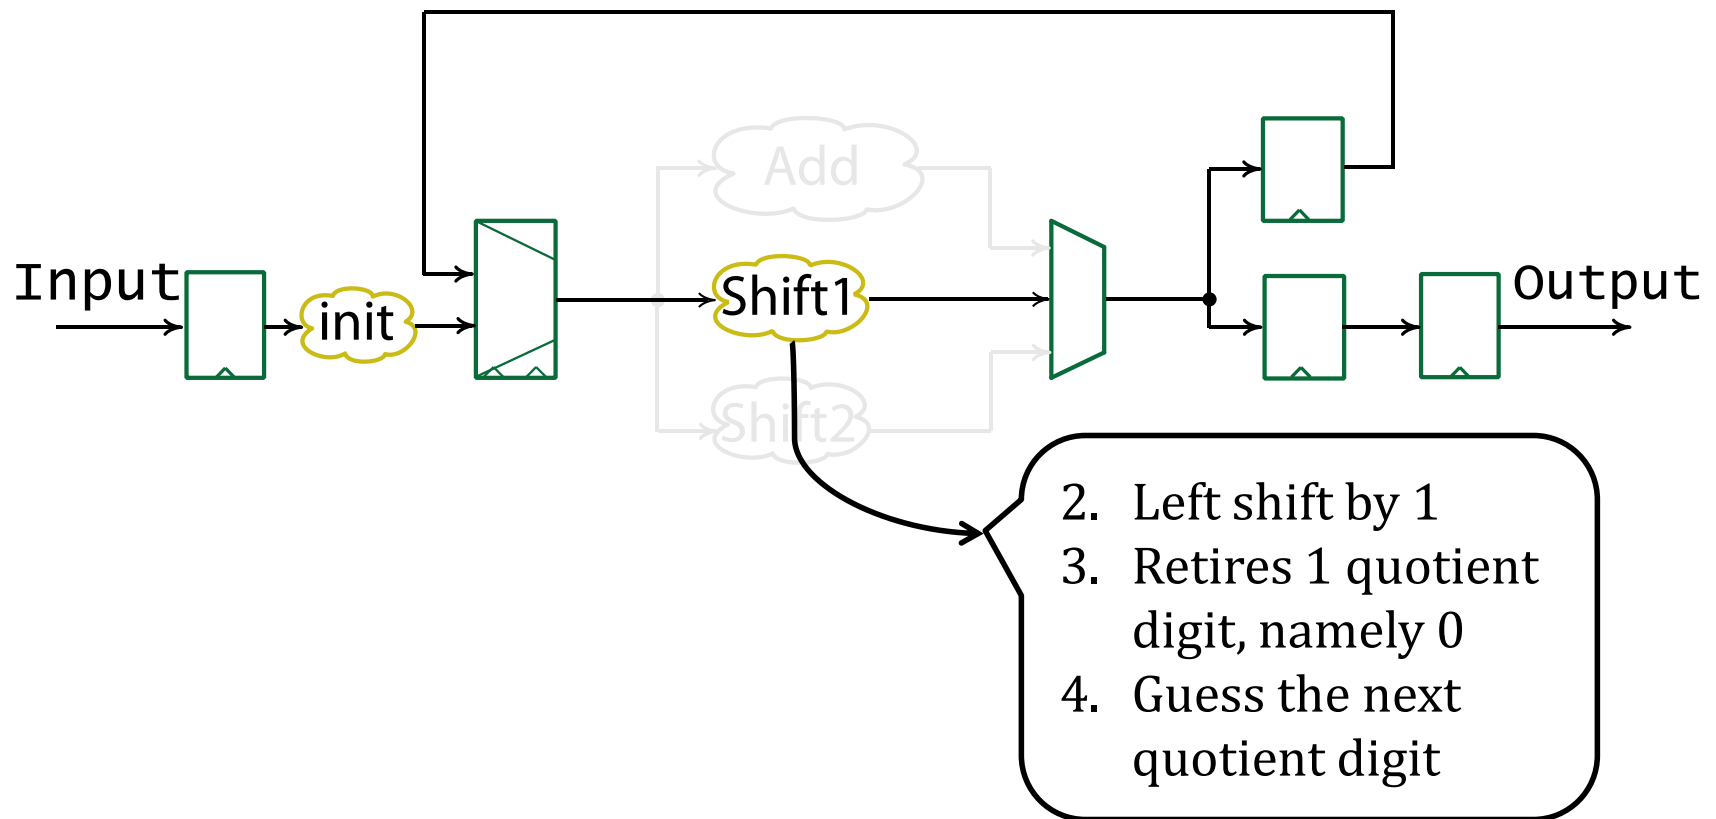 Add
Input
init
Shift1
Output
Shift2
2. Left shift by 1
3. Retires 1 quotient
digit, namely 0
4. Guess the next
quotient digit